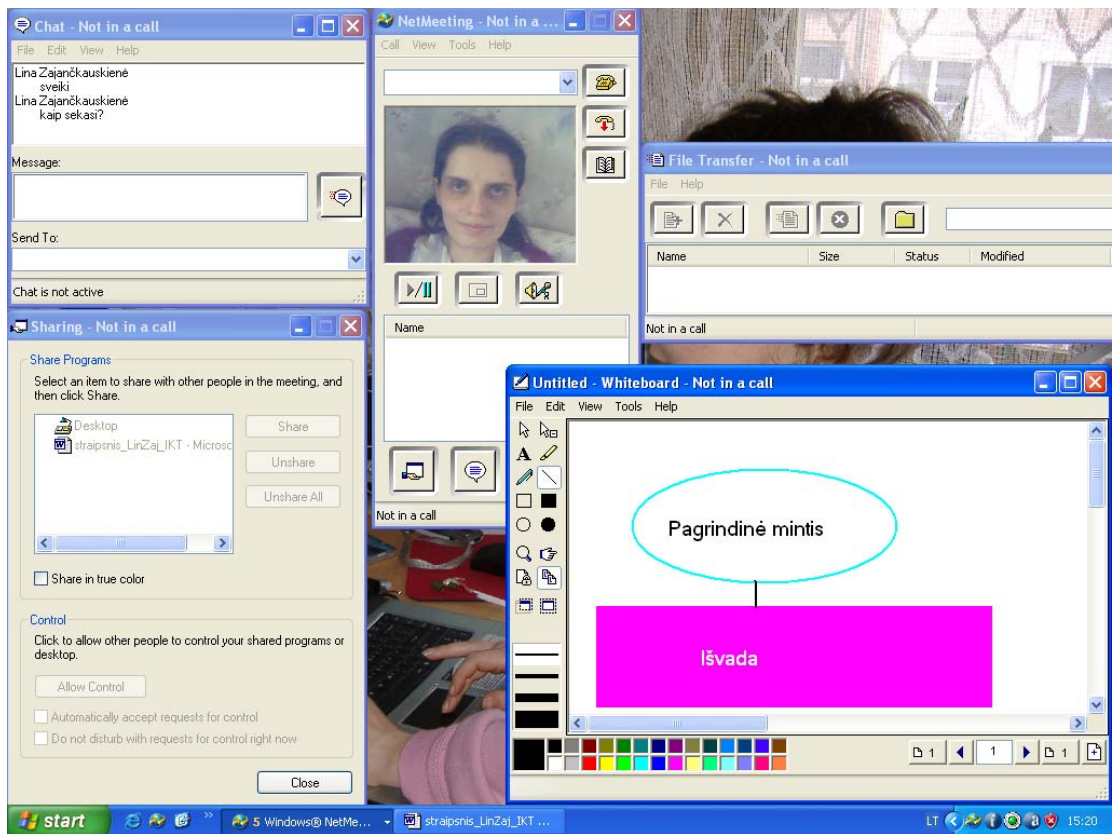 Chat - Not in a call
File Edit View Help
Lina Zajančkauskienė
sveiki
Lina Zajančkauskienė
kaip sekasi?
Message:
Send To:
Chat is not active
NetMeeting - Not in a ...
Call View Tools Help
Name
Not in a call
File Transfer - Not in a call
File Help
Name Size Status Modified
Not in a call
Sharing - Not in a call
Share Programs
Select an item to share with other people in the meeting, and
then click Share.
Desktop
straipsnis_LinZaj_IKT - Microsc
Share
Unshare
Unshare All
Share in true color
Control
Click to allow other people to control your shared programs or
desktop.
Allow Control
Automatically accept requests for control
Do not disturb with requests for control right now
Close
Untitled - Whiteboard - Not in a call
File Edit View Tools Help
A
Pagrindinė mintis
Išvada
1 1 1
start
5 Windows® NetMe...
straipsnis_LinZaj_IKT ...
LT 15:20